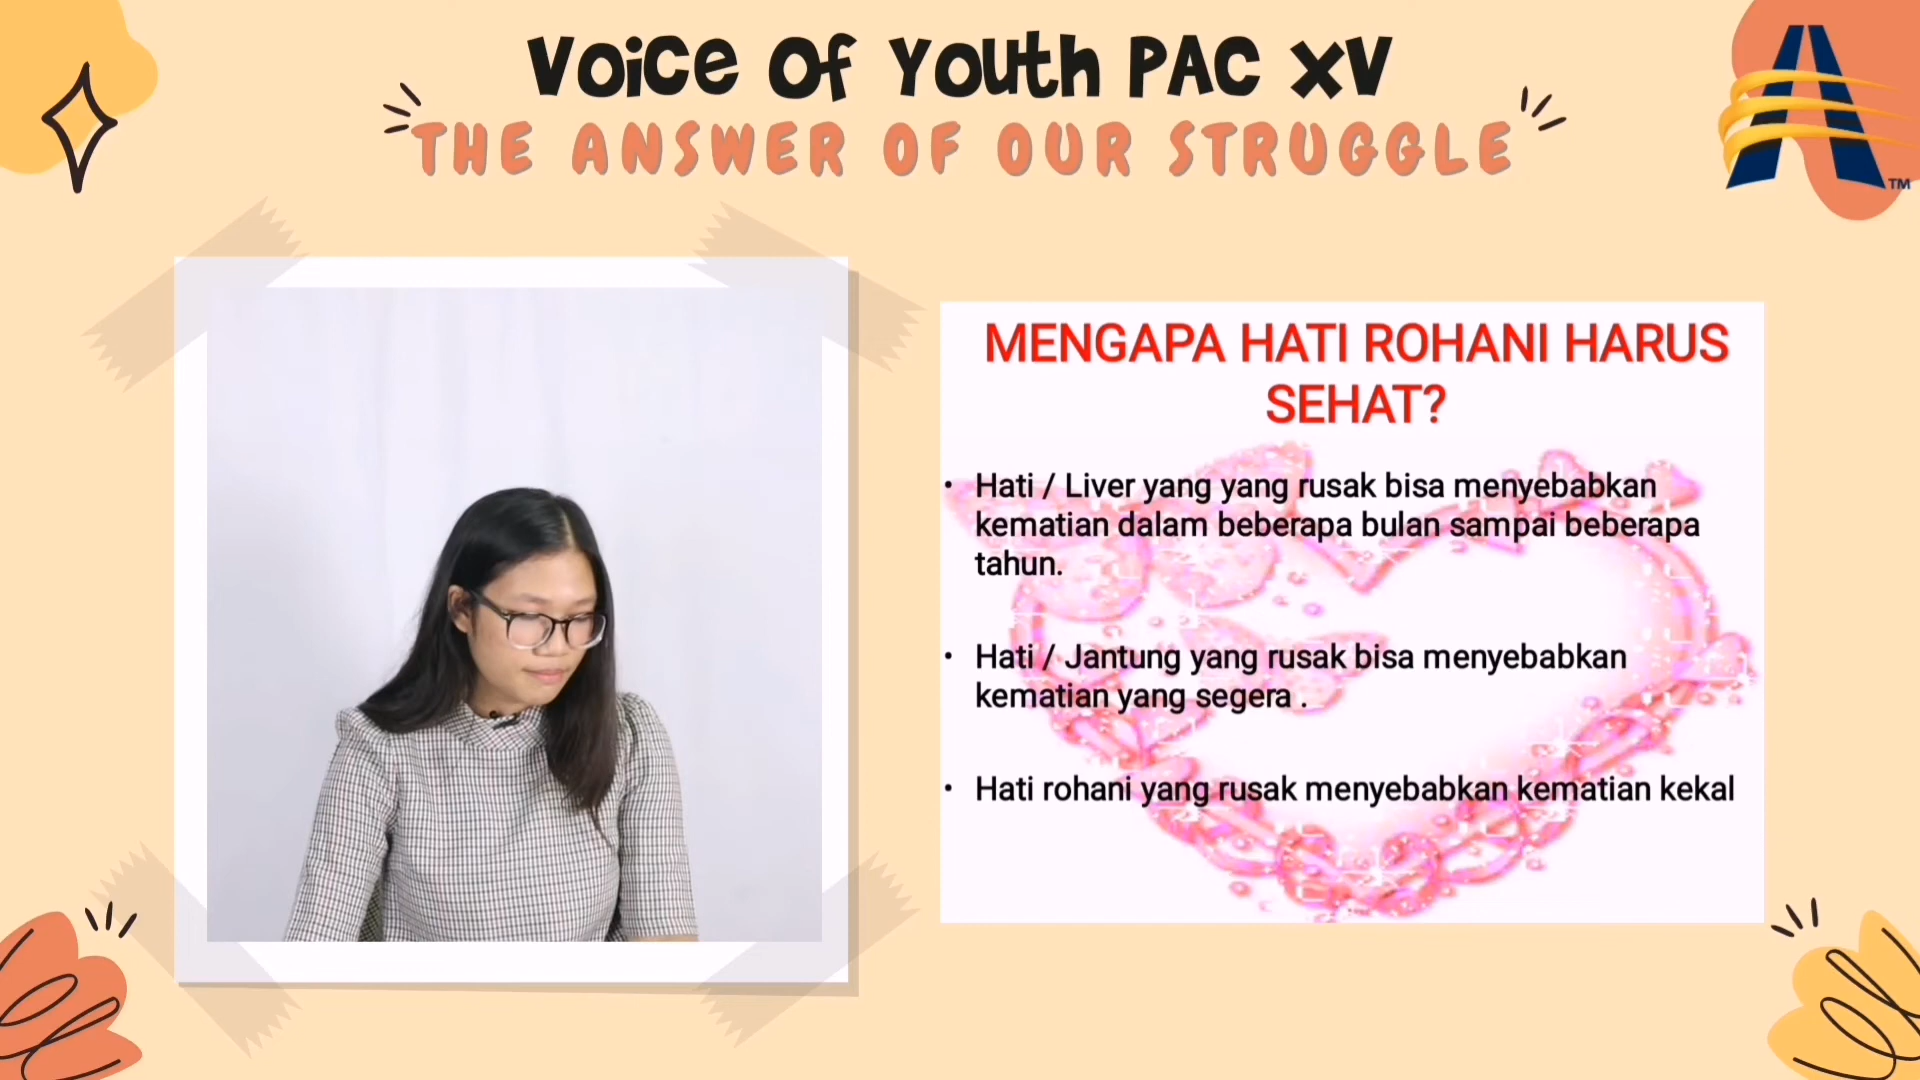 Voice Of Youth PAC XV
THE ANSWER OF OUR STRUGGLE
TM
MENGAPA HATI ROHANI HARUS
SEHAT?
• Hati / Liver yang yang rusak bisa menyebabkan
kematian dalam beberapa bulan sampai beberapa
tahun.
• Hati / Jantung yang rusak bisa menyebabkan
kematian yang segera .
• Hati rohani yang rusak menyebabkan kematian kekal